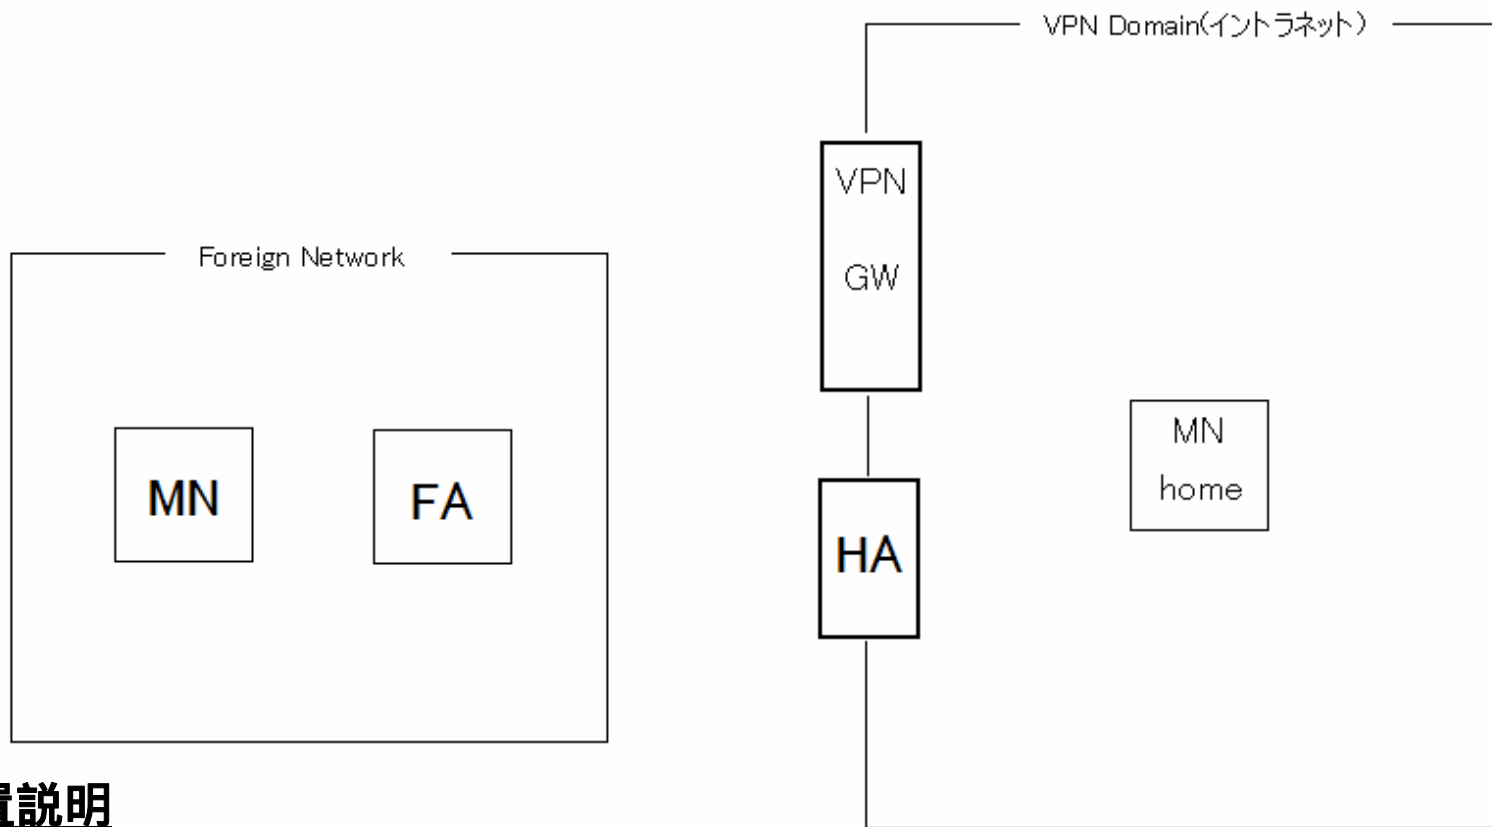 VPN Domain(イントラネット)
VPN
GW
Foreign Network
MN
FA
HA
MN
home
説明